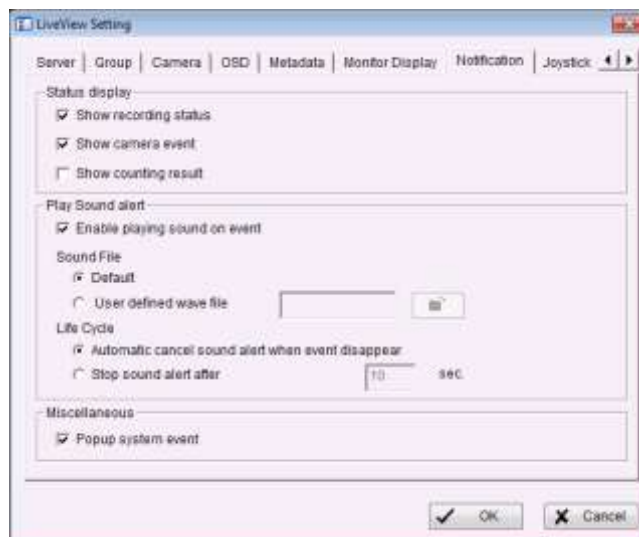 LiveView Setting
Server Group Camera OSD Metadata Monitor Display Notification Joystick
Status display
Show recording status
Show camera event
Show counting result
Play Sound alert
Enable playing sound on event
Sound File
Default
User defined wave file
Life Cycle
Automatic cancel sound alert when event disappear
Stop sound alert after 10 sec.
Miscellaneous
Popup system event
OK Cancel